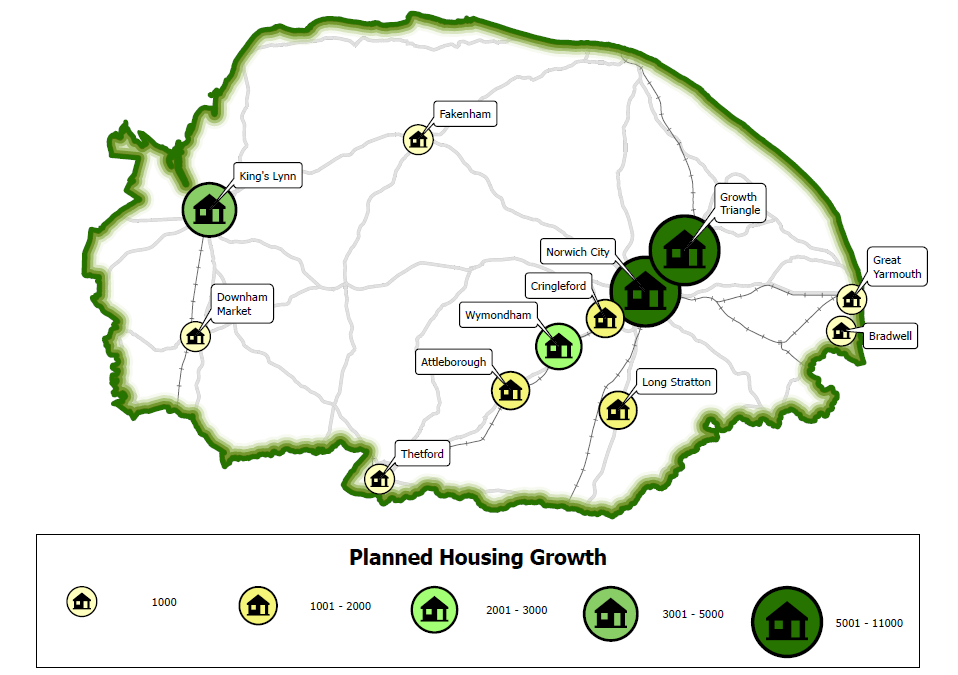 Fakenham
King's Lynn
Growth
Triangle
Norwich City
Great
Yarmouth
Cringleford
Downham
Market
Wymondham
Bradwell
Attleborough
Long Stratton
Thetford
Planned Housing Growth
1000
1001 - 2000
2001 - 3000
3001 - 5000
5001 - 11000